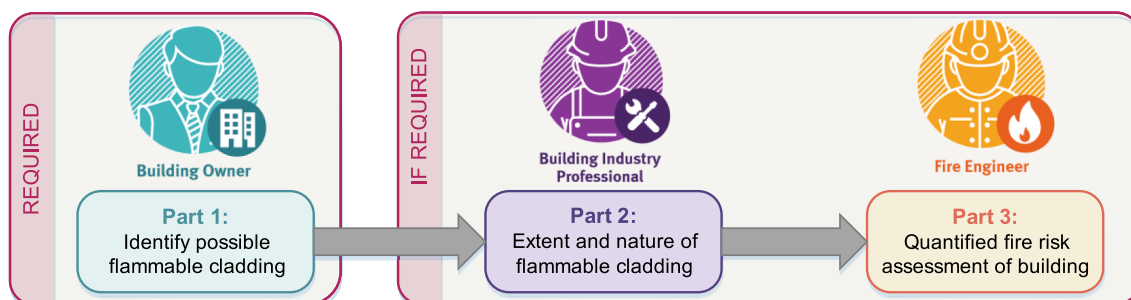 REQUIRED
Building Owner
Part 1:
Identify possible
flammable cladding
IF REQUIRED
Building Industry
Professional
Part 2:
Extent and nature of
flammable cladding
Fire Engineer
Part 3:
Quantified fire risk
assessment of building